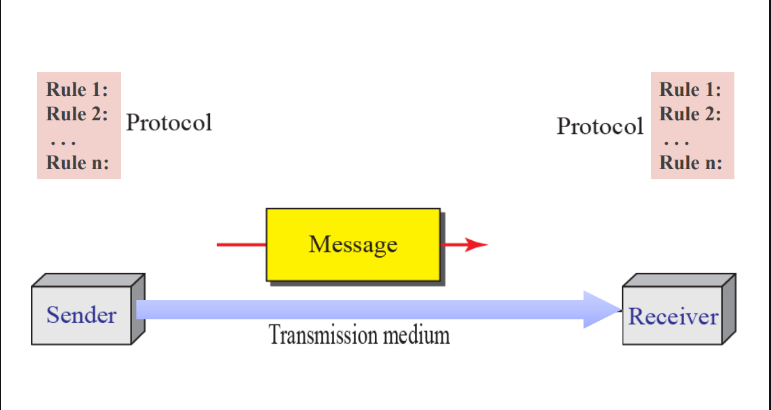 Rule 1:
Rule 2:
...
Rule n:
Protocol
Protocol
Rule 1:
Rule 2:
...
Rule n:
Message
Sender
Receiver
Transmission medium